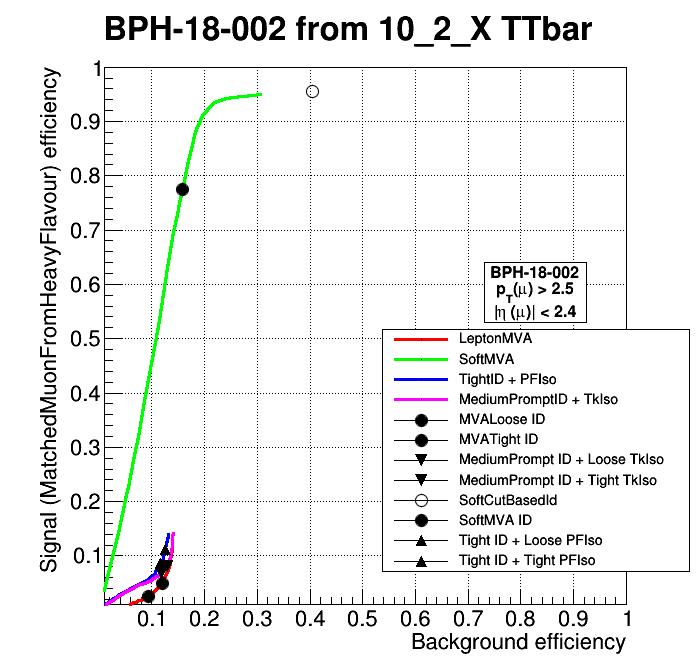 BPH-18-002 from 10_2_X TTbar
Signal (MatchedMuonFromHeavyFlavour) efficiency
1
0.9
0.8
0.7
0.6
0.5
0.4
0.3
0.2
0.1
BPH-18-002
p_T(μ) > 2.5
|η (μ)| < 2.4
LeptonMVA
SoftMVA
TightID + PFIso
MediumPromptID + TkIso
MVALoose ID
MVATight ID
MediumPrompt ID + Loose TkIso
MediumPrompt ID + Tight TkIso
SoftCutBasedId
SoftMVA ID
Tight ID + Loose PFIso
Tight ID + Tight PFIso
0.1 0.2 0.3 0.4 0.5 0.6 0.7 0.8 0.9 1
Background efficiency